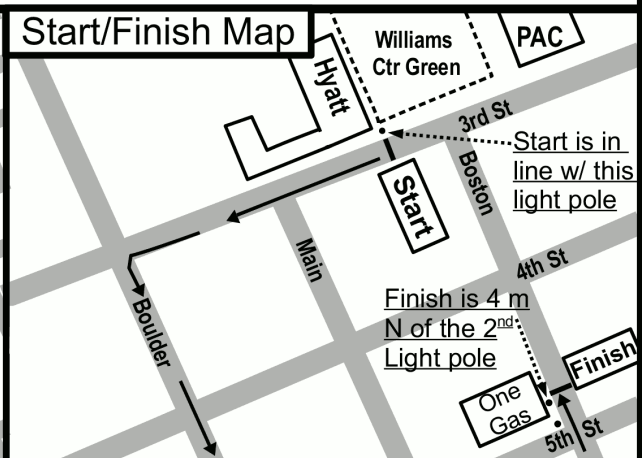 Start/Finish Map
Williams
Ctr Green
PAC
Hyatt
3rd St
Start is in
line w/ this
light pole
Boston
Start
Main
4th St
Boulder
Finish is 4 m
N of the 2nd
Light pole
Finish
One
Gas
5th St